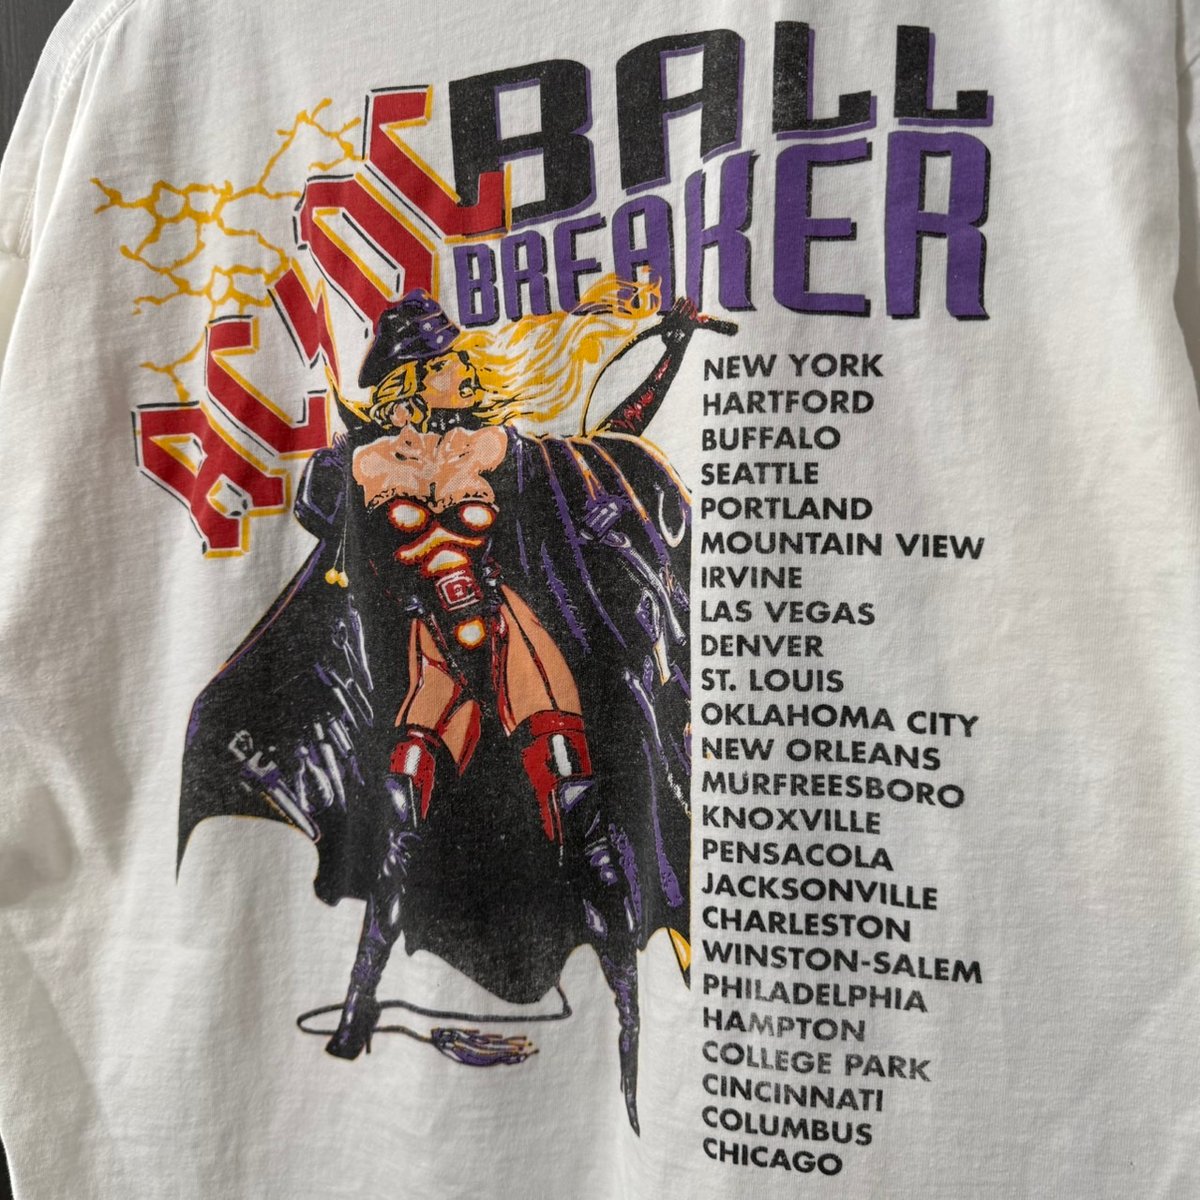 AC/DC
BALL
BREAKER
NEW YORK
HARTFORD
BUFFALO
SEATTLE
PORTLAND
MOUNTAIN VIEW
IRVINE
LAS VEGAS
DENVER
ST. LOUIS
OKLAHOMA CITY
NEW ORLEANS
MURFREESBORO
KNOXVILLE
PENSACOLA
JACKSONVILLE
CHARLESTON
WINSTON-SALEM
PHILADELPHIA
HAMPTON
COLLEGE PARK
CINCINNATI
COLUMBUS
CHICAGO